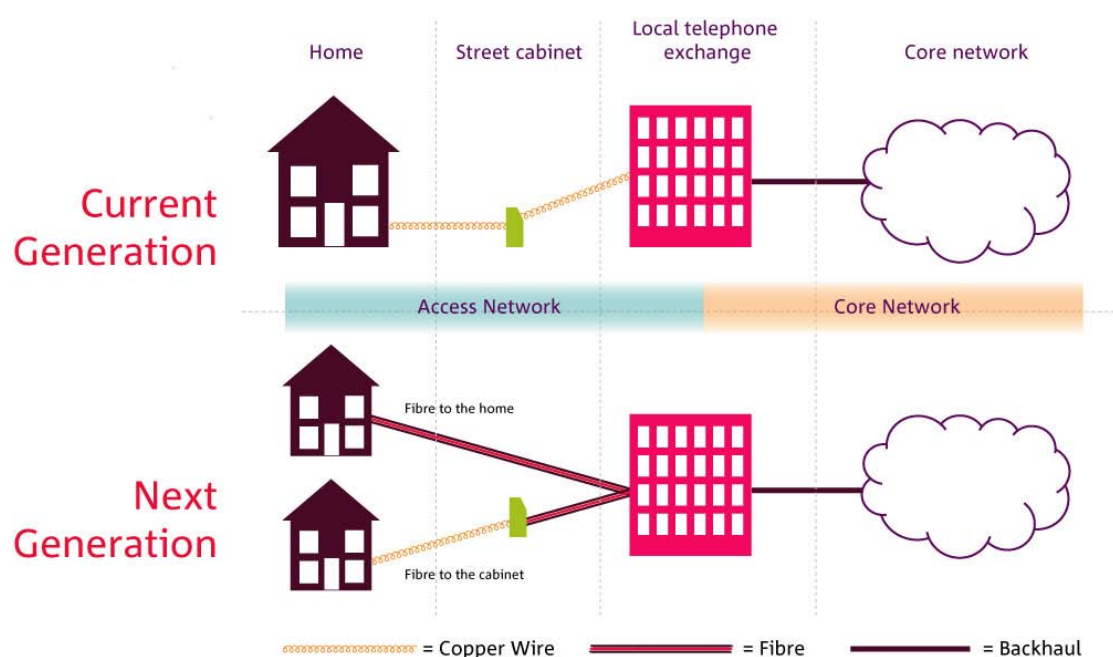 Home
Street cabinet
Local telephone
exchange
Core network
Current
Generation
Access Network
Core Network
Fibre to the home
Next
Generation
Fibre to the cabinet
= Copper Wire
= Fibre
= Backhaul